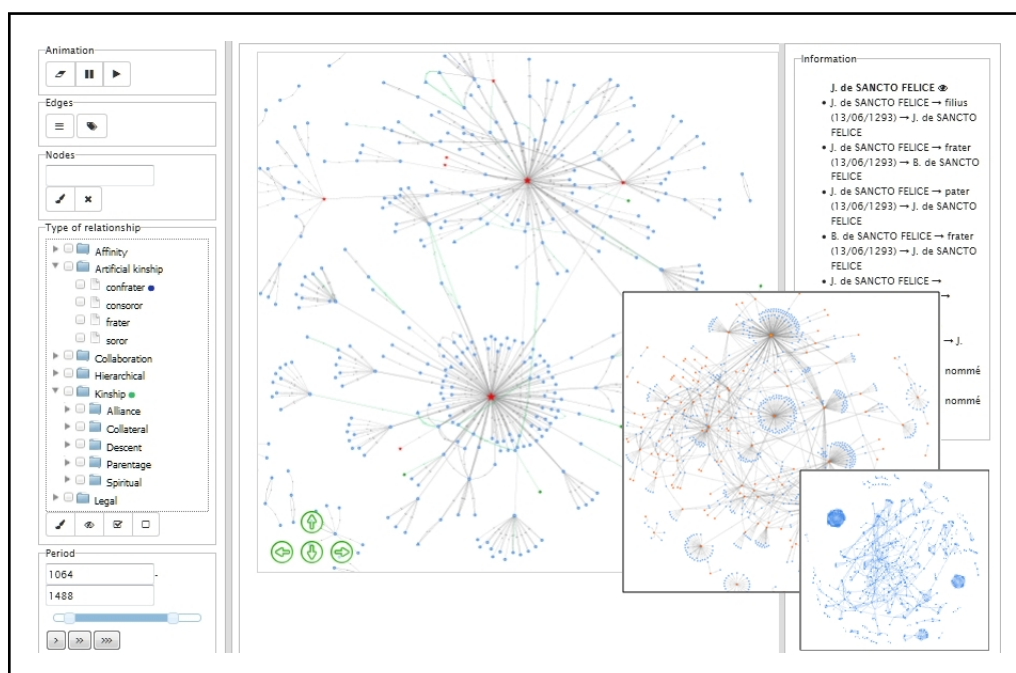 Animation
Edges
Nodes
Type of relationship
Affinity
Artificial kinship
confrater
consoror
frater
soror
Collaboration
Hierarchical
Kinship
Alliance
Collateral
Descent
Parentage
Spiritual
Legal
Period
1064
-
1488
>
>>
>>>
Information
J. de SANCTO FELICE
• J. de SANCTO FELICE → filius
(13/06/1293) → J. de SANCTO
FELICE
• J. de SANCTO FELICE → frater
(13/06/1293) → B. de SANCTO
FELICE
• J. de SANCTO FELICE → pater
(13/06/1293) → J. de SANCTO
FELICE
• B. de SANCTO FELICE → frater
(13/06/1293) → J. de SANCTO
FELICE
• J. de SANCTO FELICE →
→
→ J.
nommé
nommé